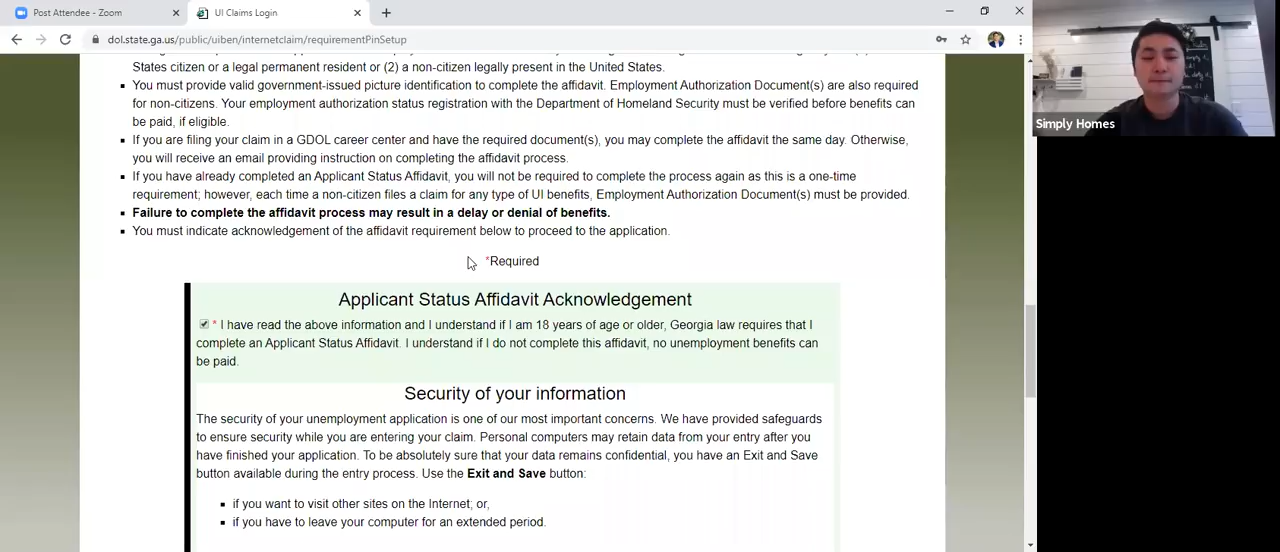 Post Attendee - Zoom
UI Claims Login
dol.state.ga.us/public/uiben/internetclaim/requirementPinSetup
States citizen or a legal permanent resident or (2) a non-citizen legally present in the United States.
You must provide valid government-issued picture identification to complete the affidavit. Employment Authorization Document(s) are also required
for non-citizens. Your employment authorization status registration with the Department of Homeland Security must be verified before benefits can
be paid, if eligible.
If you are filing your claim in a GDOL career center and have the required document(s), you may complete the affidavit the same day. Otherwise,
you will receive an email providing instruction on completing the affidavit process.
If you have already completed an Applicant Status Affidavit, you will not be required to complete the process again as this is a one-time
requirement; however, each time a non-citizen files a claim for any type of UI benefits, Employment Authorization Document(s) must be provided.
Failure to complete the affidavit process may result in a delay or denial of benefits.
You must indicate acknowledgement of the affidavit requirement below to proceed to the application.
*Required
Applicant Status Affidavit Acknowledgement
* I have read the above information and I understand if I am 18 years of age or older, Georgia law requires that I
complete an Applicant Status Affidavit. I understand if I do not complete this affidavit, no unemployment benefits can
be paid.
Security of your information
The security of your unemployment application is one of our most important concerns. We have provided safeguards
to ensure security while you are entering your claim. Personal computers may retain data from your entry after you
have finished your application. To be absolutely sure that your data remains confidential, you have an Exit and Save
button available during the entry process. Use the Exit and Save button:
if you want to visit other sites on the Internet; or,
if you have to leave your computer for an extended period.
Simply Homes